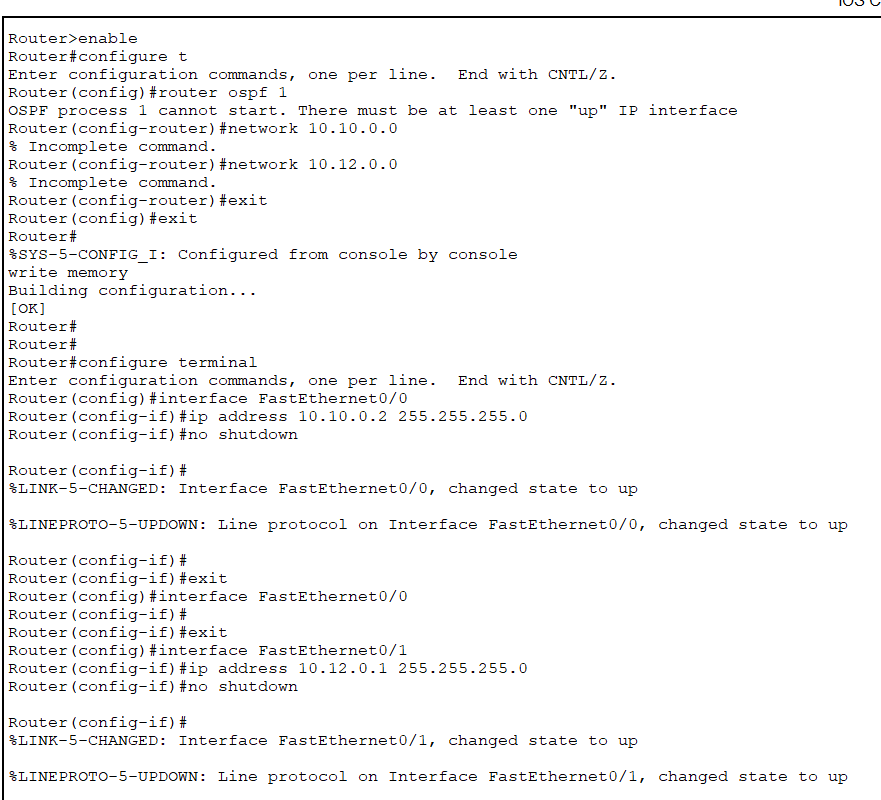 Router>enable
Router#configure t
Enter configuration commands, one per line.  End with CNTL/Z.
Router(config)#router ospf 1
OSPF process 1 cannot start. There must be at least one "up" IP interface
Router(config-router)#network 10.10.0.0
% Incomplete command.
Router(config-router)#network 10.12.0.0
% Incomplete command.
Router(config-router)#exit
Router(config)#exit
Router#
%SYS-5-CONFIG_I: Configured from console by console
write memory
Building configuration...
[OK]
Router#
Router#
Router#configure terminal
Enter configuration commands, one per line.  End with CNTL/Z.
Router(config)#interface FastEthernet0/0
Router(config-if)#ip address 10.10.0.2 255.255.255.0
Router(config-if)#no shutdown
Router(config-if)#
%LINK-5-CHANGED: Interface FastEthernet0/0, changed state to up
%LINEPROTO-5-UPDOWN: Line protocol on Interface FastEthernet0/0, changed state to up
Router(config-if)#
Router(config-if)#exit
Router(config)#interface FastEthernet0/0
Router(config-if)#
Router(config-if)#exit
Router(config)#interface FastEthernet0/1
Router(config-if)#ip address 10.12.0.1 255.255.255.0
Router(config-if)#no shutdown
Router(config-if)#
%LINK-5-CHANGED: Interface FastEthernet0/1, changed state to up
%LINEPROTO-5-UPDOWN: Line protocol on Interface FastEthernet0/1, changed state to up